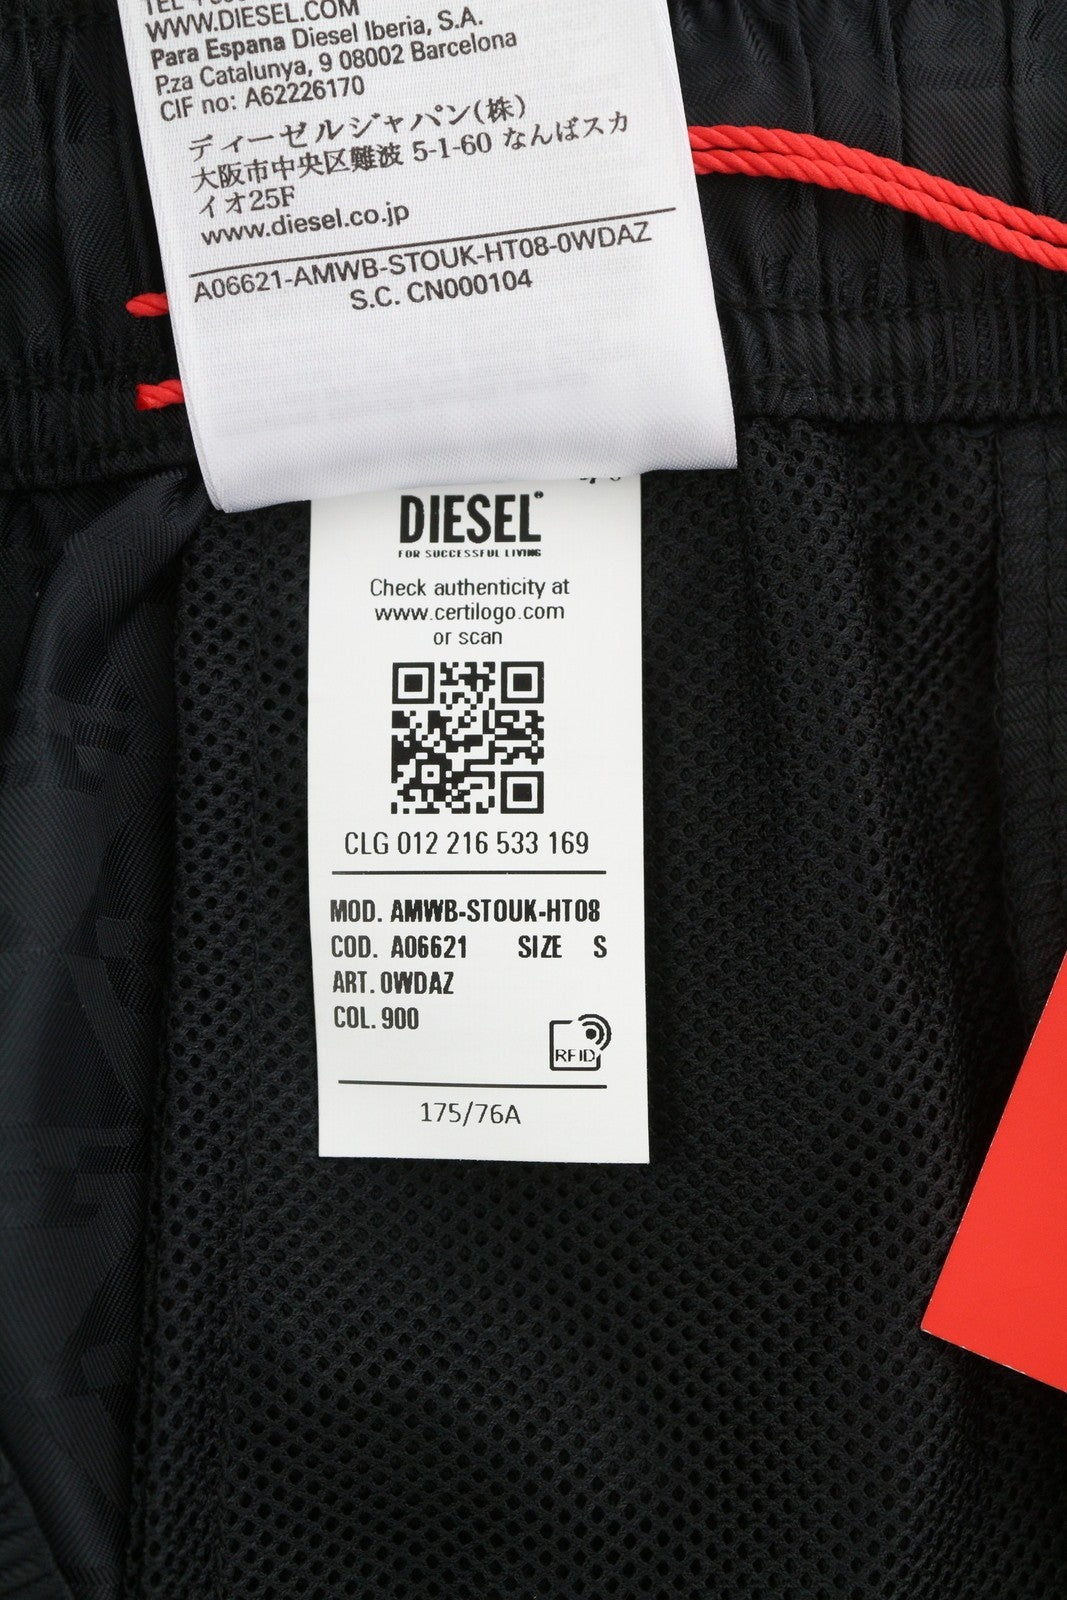 WWW.DIESEL.COM
Para Espana Diesel Iberia, S.A.
P.za Catalunya, 9 08002 Barcelona
CIF no: A62226170
ディーゼルジャパン(株)
大阪市中央区難波 5-1-60 なんばスカ
イオ25F
www.diesel.co.jp
A06621-AMWB-STOUK-HT08-0WDAZ
S.C. CN000104
DIESEL
FOR SUCCESSFUL LIVING
Check authenticity at
www.certilogo.com
or scan
CLG 012 216 533 169
MOD. AMWB-STOUK-HT08
COD. A06621 SIZE S
ART. 0WDAZ
COL. 900
RFID
175/76A